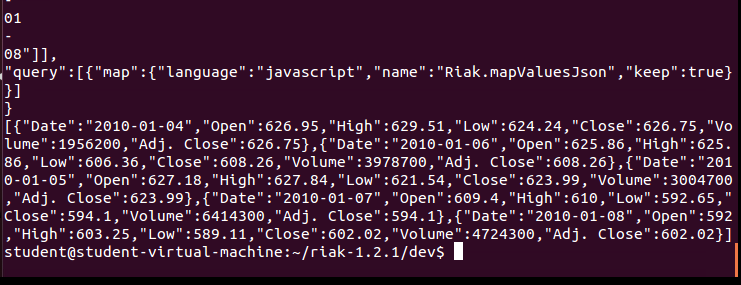 -
01
-
08"]],
"query":[{"map":{"language":"javascript","name":"Riak.mapValuesJson","keep":true}
}]
}
[{"Date":"2010-01-04","Open":626.95,"High":629.51,"Low":624.24,"Close":626.75,"Vo
lume":1956200,"Adj. Close":626.75},{"Date":"2010-01-06","Open":625.86,"High":625.
86,"Low":606.36,"Close":608.26,"Volume":3978700,"Adj. Close":608.26},{"Date":"201
0-01-05","Open":627.18,"High":627.84,"Low":621.54,"Close":623.99,"Volume":3004700
,"Adj. Close":623.99},{"Date":"2010-01-07","Open":609.4,"High":610,"Low":592.65,"
Close":594.1,"Volume":6414300,"Adj. Close":594.1},{"Date":"2010-01-08","Open":592
,"High":603.25,"Low":589.11,"Close":602.02,"Volume":4724300,"Adj. Close":602.02}]
student@student-virtual-machine:~/riak-1.2.1/dev$